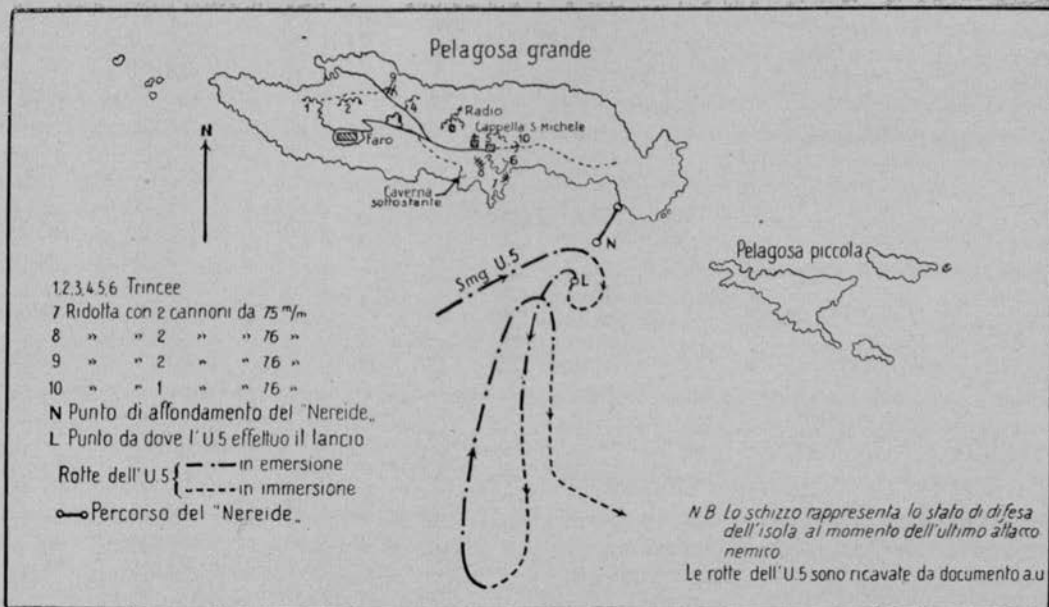 Pelagosa grande
N
Radio
Cappella S Michele
10
Faro
6
Caverna
sottostante
N
Pelagosa piccola
Smg U.5
L
1,2,3,4,5,6 Trincee
7 Ridotta con 2 cannoni da 75 m/m
8 " " 2 " " 76 "
9 " " 2 " " 76 "
10 " " 1 " " 76 "
N Punto di affondamento del "Nereide„
L Punto da dove l'U 5 effettuo il lancio
Rotte dell'U.5 { in emersione
in immersione
Percorso del "Nereide„
N B Lo schizzo rappresenta lo stato di difesa
dell'isola al momento dell'ultimo attacco
nemico
Le rotte dell'U.5 sono ricavate da documento a.u